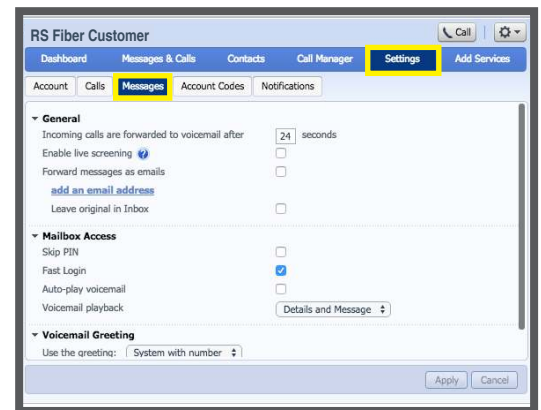 RS Fiber Customer
Call
Dashboard Messages & Calls Contacts Call Manager Settings Add Services
Account Calls Messages Account Codes Notifications
General
Incoming calls are forwarded to voicemail after 24 seconds
Enable live screening ?
Forward messages as emails
add an email address
Leave original in Inbox
Mailbox Access
Skip PIN
Fast Login
Auto-play voicemail
Voicemail playback Details and Message
Voicemail Greeting
Use the greeting: System with number
Apply Cancel